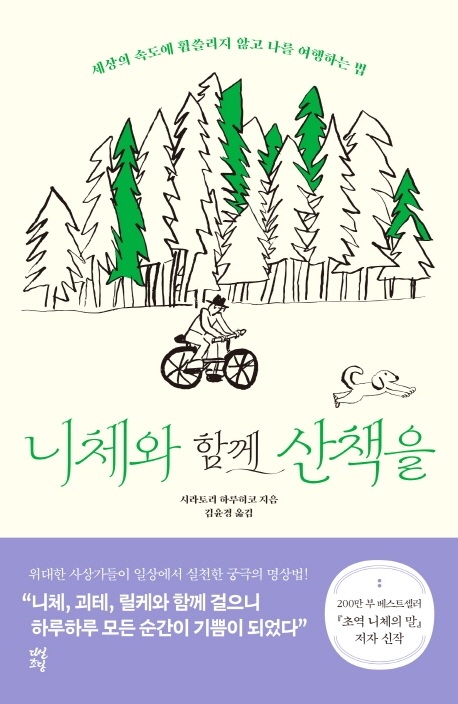 세상의 속도에 휩쓸리지 않고 나를 여행하는 법
니체와 함께 산책을
시라토리 하루히코 지음
김윤경 옮김
위대한 사상가들이 일상에서 실천한 궁극의 명상법!
“니체, 괴테, 릴케와 함께 걸으니
하루하루 모든 순간이 기쁨이 되었다”
200만 부 베스트셀러
『초역 니체의 말』
저자 신작
다산
초당